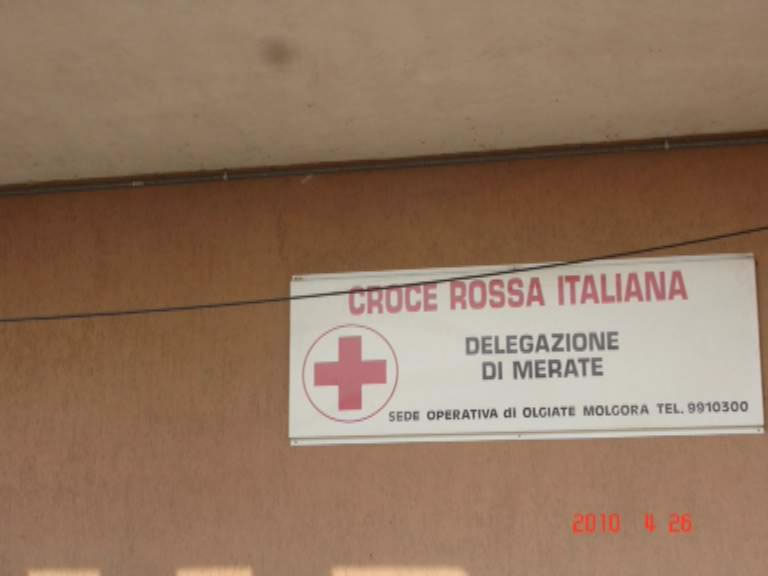 CROCE ROSSA ITALIANA
DELEGAZIONE
DI MERATE
SEDE OPERATIVA di OLGIATE MOLGORA TEL. 9910300
2010 4 26